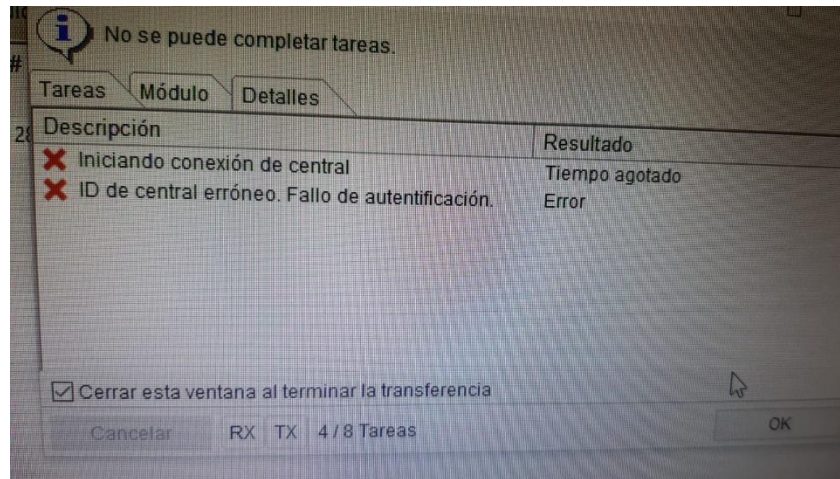 No se puede completar tareas.
#
Tareas Módulo Detalles
28
Descripción Resultado
Iniciando conexión de central Tiempo agotado
ID de central erróneo. Fallo de autentificación. Error
Cerrar esta ventana al terminar la transferencia
Cancelar RX TX 4 / 8 Tareas OK